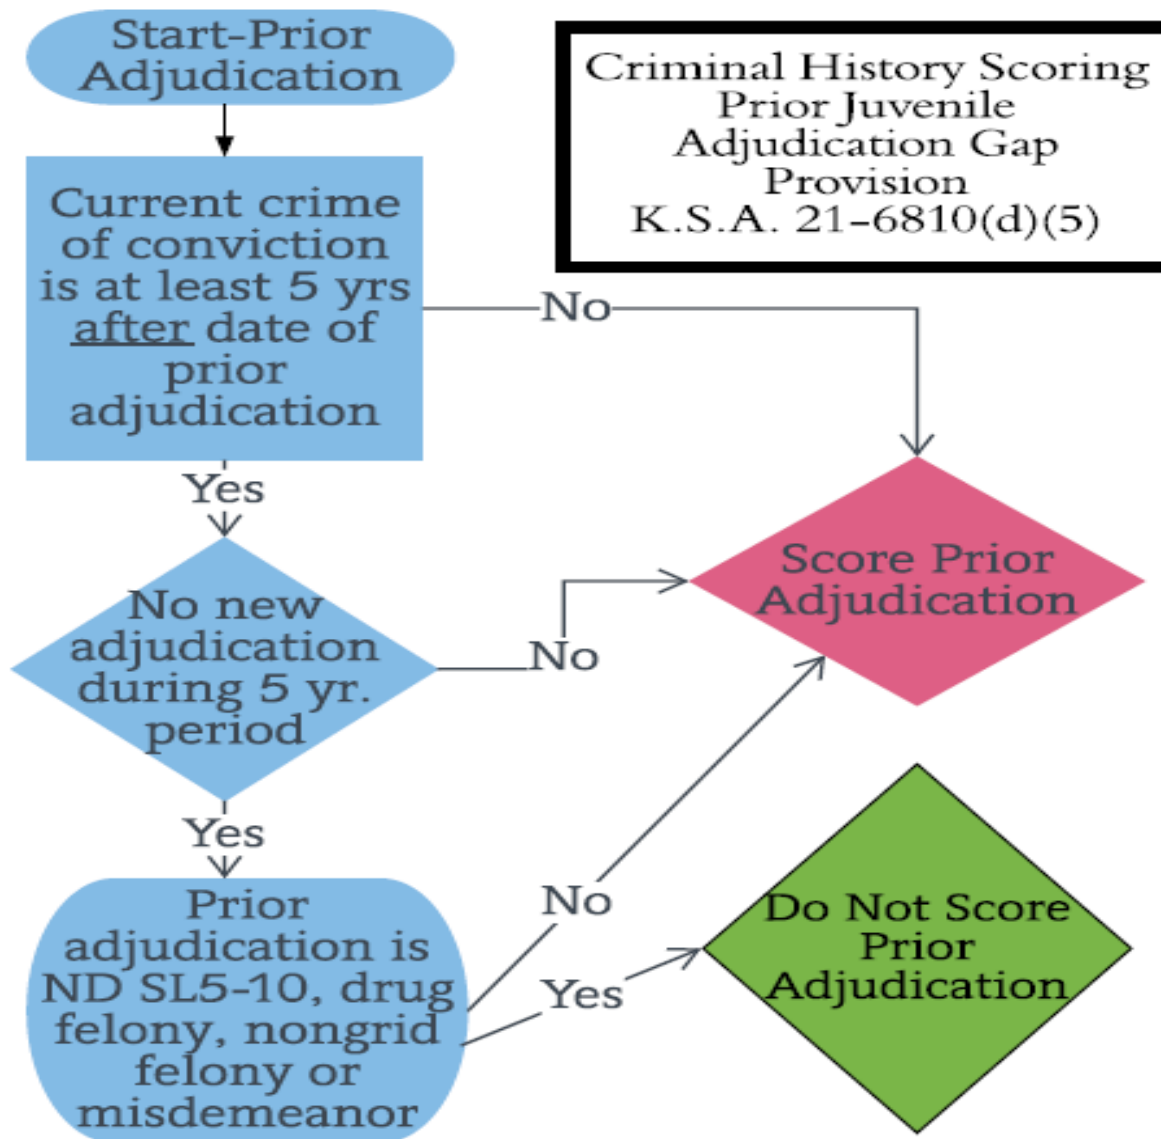 Start-Prior
Adjudication
Criminal History Scoring
Prior Juvenile
Adjudication Gap
Provision
K.S.A. 21-6810(d)(5)
Current crime
of conviction
is at least 5 yrs
after date of
prior
adjudication
No
Yes
Score Prior
Adjudication
No new
adjudication
during 5 yr.
period
No
Yes
Prior
adjudication is
ND SL5-10, drug
felony, nongrid
felony or
misdemeanor
No
Yes
Do Not Score
Prior
Adjudication